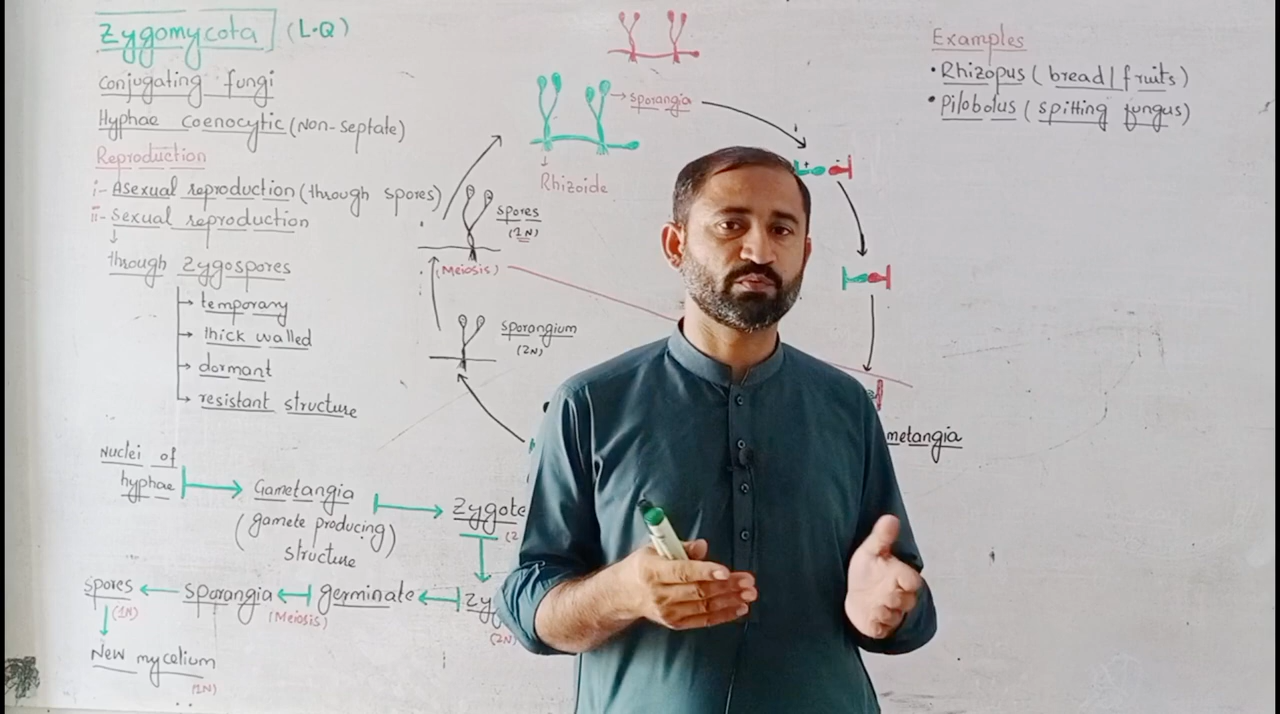 Zygomycota (L.Q)
Conjugating fungi
Hyphae coenocytic (Non-septate)
Reproduction
i- Asexual reproduction (through spores)
ii- Sexual reproduction
through Zygospores
temporary
thick walled
dormant
resistant structure
Nuclei of
hyphae
Gametangia
(gamete producing)
structure
Zygote
germinate
(Meiosis)
sporangia
spores
(1N)
New mycelium
(1N)
sporangia
Rhizoide
+ -
spores
(1N)
(Meiosis)
sporangium
(2N)
(2N)
metangia
Examples
• Rhizopus (bread/fruits)
• Pilobolus (spitting fungus)